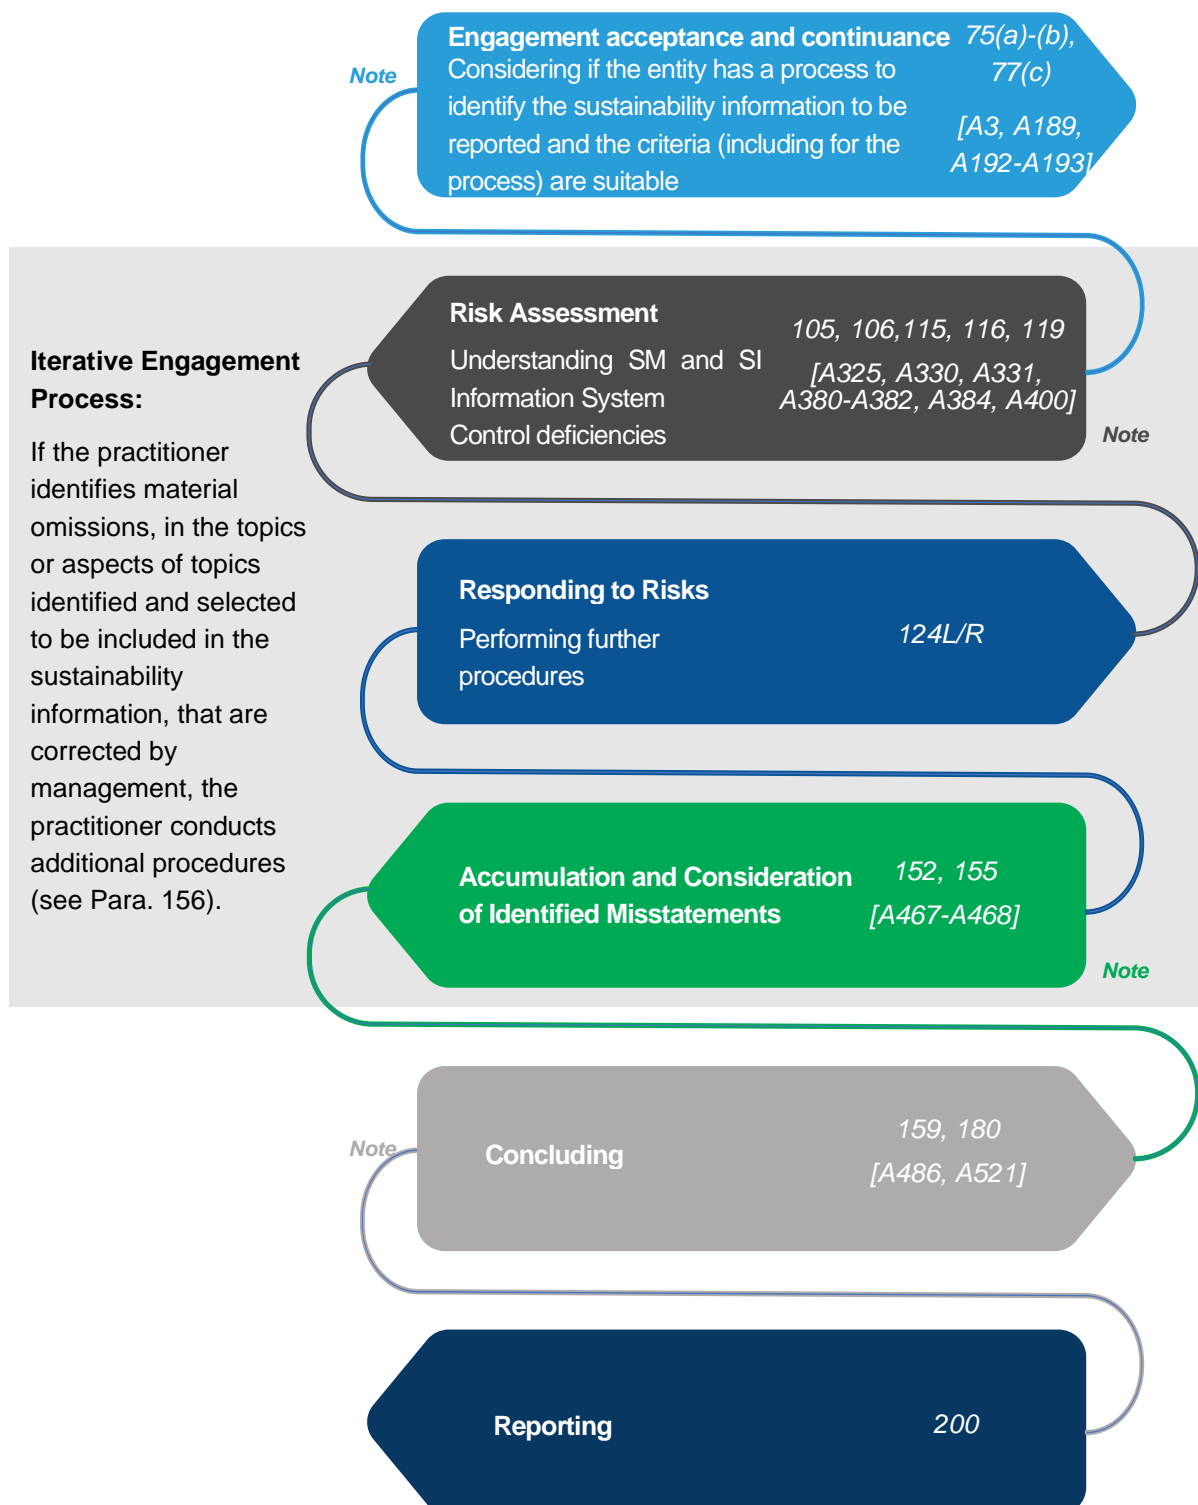 Engagement acceptance and continuance
Considering if the entity has a process to
identify the sustainability information to be
reported and the criteria (including for the
process) are suitable
75(a)-(b),
77(c)
[A3, A189,
A192-A193]
Note
Iterative Engagement
Process:
If the practitioner
identifies material
omissions, in the topics
or aspects of topics
identified and selected
to be included in the
sustainability
information, that are
corrected by
management, the
practitioner conducts
additional procedures
(see Para. 156).
Risk Assessment
Understanding SM and SI
Information System
Control deficiencies
105, 106,115, 116, 119
[A325, A330, A331,
A380-A382, A384, A400]
Note
Responding to Risks
Performing further
procedures
124L/R
Accumulation and Consideration
of Identified Misstatements
152, 155
[A467-A468]
Note
Concluding
159, 180
[A486, A521]
Note
Reporting
200